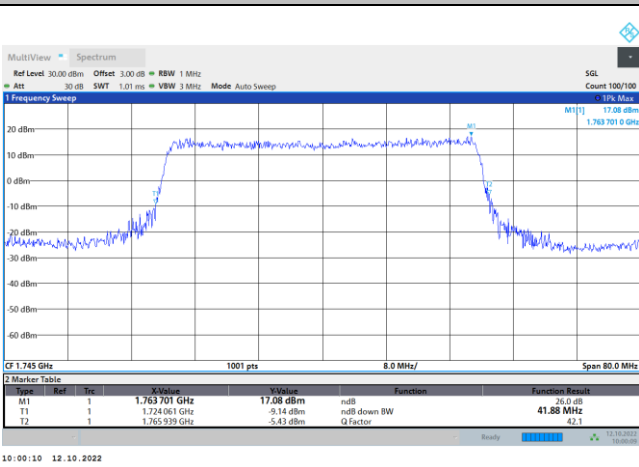 MultiView Spectrum
Ref Level 30.00 dBm Offset 3.00 dB RBW 1 MHz SGL
Att 30 dB SWT 1.01 ms VBW 3 MHz Mode Auto Sweep Count 100/100
1 Frequency Sweep 1Pk Max
M1[1] 17.08 dBm
1.763 701 0 GHz
M1
20 dBm
10 dBm
0 dBm
T1
T2
-10 dBm
-20 dBm
-30 dBm
-40 dBm
-50 dBm
-60 dBm
CF 1.745 GHz 1001 pts 8.0 MHz/ Span 80.0 MHz
2 Marker Table
Type Ref Trc X-Value Y-Value Function Function Result
M1 1 1.763 701 GHz 17.08 dBm ndB 26.0 dB
T1 1 1.724 061 GHz -9.14 dBm ndB down BW 41.88 MHz
T2 1 1.765 939 GHz -5.43 dBm Q Factor 42.1
Ready 12.10.2022
10:00:09
10:00:10 12.10.2022